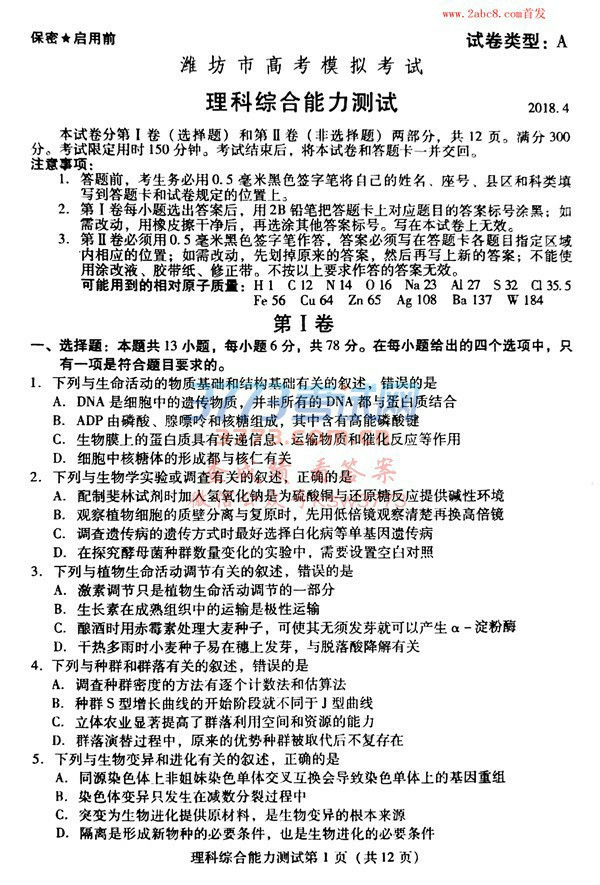 www.2abc8.com首发
保密★启用前
试卷类型：A
潍坊市高考模拟考试
理科综合能力测试
2018.4
本试卷分第Ⅰ卷（选择题）和第Ⅱ卷（非选择题）两部分，共12页。满分300
分。考试限定用时150分钟。考试结束后，将本试卷和答题卡一并交回。
注意事项：
1．答题前，考生务必用0.5毫米黑色签字笔将自己的姓名、座号、县区和科类填
写到答题卡和试卷规定的位置上。
2．第Ⅰ卷每小题选出答案后，用2B铅笔把答题卡上对应题目的答案标号涂黑；如
需改动，用橡皮擦干净后，再选涂其他答案标号。写在本试卷上无效。
3．第Ⅱ卷必须用0.5毫米黑色签字笔作答，答案必须写在答题卡各题目指定区域
内相应的位置；如需改动，先划掉原来的答案，然后再写上新的答案；不能使
用涂改液、胶带纸、修正带。不按以上要求作答的答案无效。
可能用到的相对原子质量：H 1 C 12 N 14 O 16 Na 23 Al 27 S 32 Cl 35.5
Fe 56 Cu 64 Zn 65 Ag 108 Ba 137 W 184
第Ⅰ卷
一、选择题：本题共13小题，每小题6分，共78分。在每小题给出的四个选项中，只
有一项是符合题目要求的。
1．下列与生命活动的物质基础和结构基础有关的叙述，错误的是
A．DNA是细胞中的遗传物质，并非所有的DNA都与蛋白质结合
B．ADP由磷酸、腺嘌呤和核糖组成，其中含有高能磷酸键
C．生物膜上的蛋白质具有传递信息、运输物质和催化反应等作用
D．细胞中核糖体的形成都与核仁有关
2．下列与生物学实验或调查有关的叙述，正确的是
A．配制斐林试剂时加入氢氧化钠是为硫酸铜与还原糖反应提供碱性环境
B．观察植物细胞的质壁分离与复原时，先用低倍镜观察清楚再换高倍镜
C．调查遗传病的遗传方式时最好选择白化病等单基因遗传病
D．在探究酵母菌种群数量变化的实验中，需要设置空白对照
3．下列与植物生命活动调节有关的叙述，错误的是
A．激素调节只是植物生命活动调节的一部分
B．生长素在成熟组织中的运输是极性运输
C．酿酒时用赤霉素处理大麦种子，可使其无须发芽就可以产生α-淀粉酶
D．干热多雨时小麦种子易在穗上发芽，与脱落酸降解有关
4．下列与种群和群落有关的叙述，错误的是
A．调查种群密度的方法有逐个计数法和估算法
B．种群S型增长曲线的开始阶段就不同于J型曲线
C．立体农业显著提高了群落利用空间和资源的能力
D．群落演替过程中，原来的优势种群被取代后不复存在
5．下列与生物变异和进化有关的叙述，正确的是
A．同源染色体上非姐妹染色单体交叉互换会导致染色单体上的基因重组
B．染色体变异只发生在减数分裂过程中
C．突变为生物进化提供原材料，是生物变异的根本来源
D．隔离是形成新物种的必要条件，也是生物进化的必要条件
理科综合能力测试第1页（共12页）